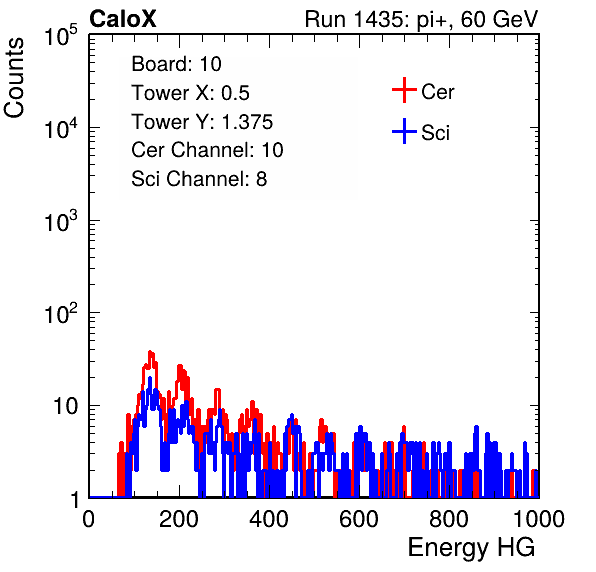 CaloX
Run 1435: pi+, 60 GeV
Counts
10^5
10^4
10^3
10^2
10
1
Board: 10
Tower X: 0.5
Tower Y: 1.375
Cer Channel: 10
Sci Channel: 8
Cer
Sci
0 200 400 600 800 1000
Energy HG